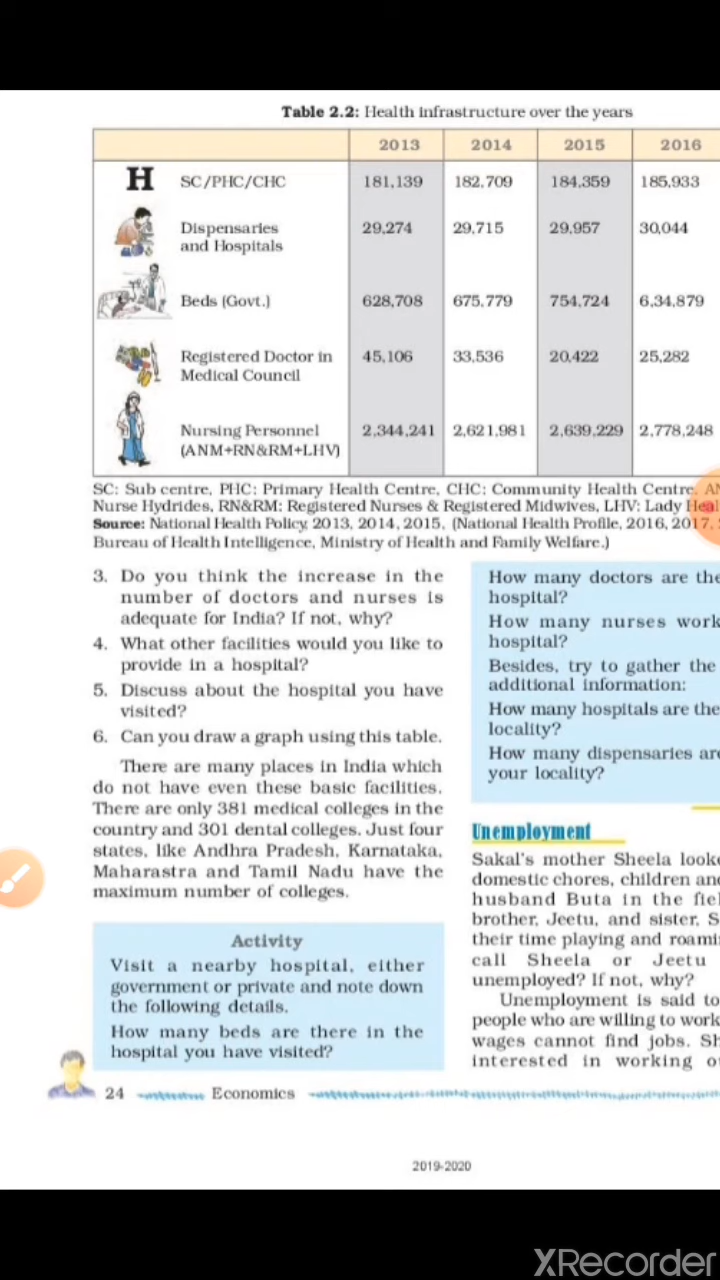 Table 2.2: Health infrastructure over the years
2013 2014 2015 2016
H SC/PHC/CHC 181,139 182,709 184,359 185,933
Dispensaries 29,274 29,715 29,957 30,044
and Hospitals
Beds (Govt.) 628,708 675,779 754,724 6,34,879
Registered Doctor in 45,106 33,536 20,422 25,282
Medical Council
Nursing Personnel 2,344,241 2,621,981 2,639,229 2,778,248
(ANM+RN&RM+LHV)
SC: Sub centre, PHC: Primary Health Centre, CHC: Community Health Centre, AN
Nurse Hydrides, RN&RM: Registered Nurses & Registered Midwives, LHV: Lady Heal
Source: National Health Policy, 2013, 2014, 2015, (National Health Profile, 2016, 2017,
Bureau of Health Intelligence, Ministry of Health and Family Welfare.)
3. Do you think the increase in the
number of doctors and nurses is
adequate for India? If not, why?
4. What other facilities would you like to
provide in a hospital?
5. Discuss about the hospital you have
visited?
6. Can you draw a graph using this table.
There are many places in India which
do not have even these basic facilities.
There are only 381 medical colleges in the
country and 301 dental colleges. Just four
states, like Andhra Pradesh, Karnataka,
Maharastra and Tamil Nadu have the
maximum number of colleges.
Activity
Visit a nearby hospital, either
government or private and note down
the following details.
How many beds are there in the
hospital you have visited?
How many doctors are the
hospital?
How many nurses work
hospital?
Besides, try to gather the
additional information:
How many hospitals are the
locality?
How many dispensaries are
your locality?
Unemployment
Sakal's mother Sheela looke
domestic chores, children and
husband Buta in the fiel
brother, Jeetu, and sister, S
their time playing and roami
call Sheela or Jeetu
unemployed? If not, why?
Unemployment is said to
people who are willing to work
wages cannot find jobs. Sh
interested in working ou
24 Economics
2019-2020
XRecorder